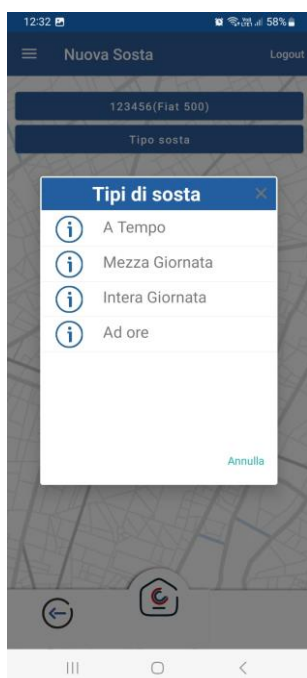 12:32 58%
Nuova Sosta Logout
123456(Fiat 500)
Tipo sosta
Tipi di sosta ×
A Tempo
Mezza Giornata
Intera Giornata
Ad ore
Annulla